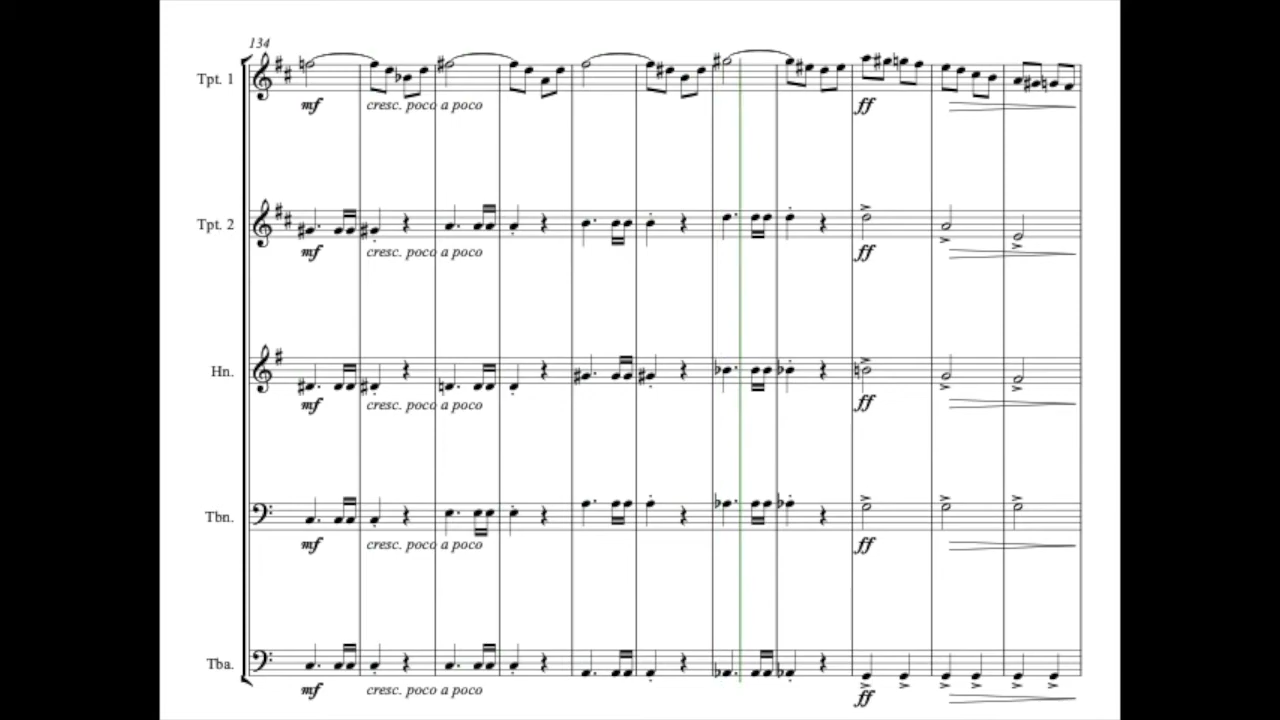 134
Tpt. 1
mf cresc. poco a poco ff
Tpt. 2
mf cresc. poco a poco ff
Hn.
mf cresc. poco a poco ff
Tbn.
mf cresc. poco a poco ff
Tba.
mf cresc. poco a poco ff